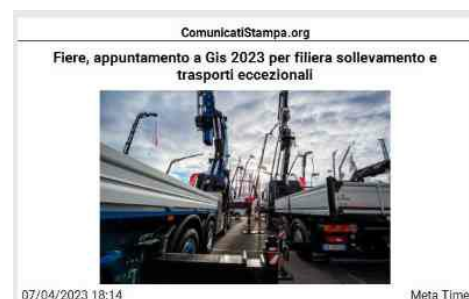 ComunicatiStampa.org
Fiere, appuntamento a Gis 2023 per filiera sollevamento e
trasporti eccezionali
07/04/2023 18:14
Meta Time